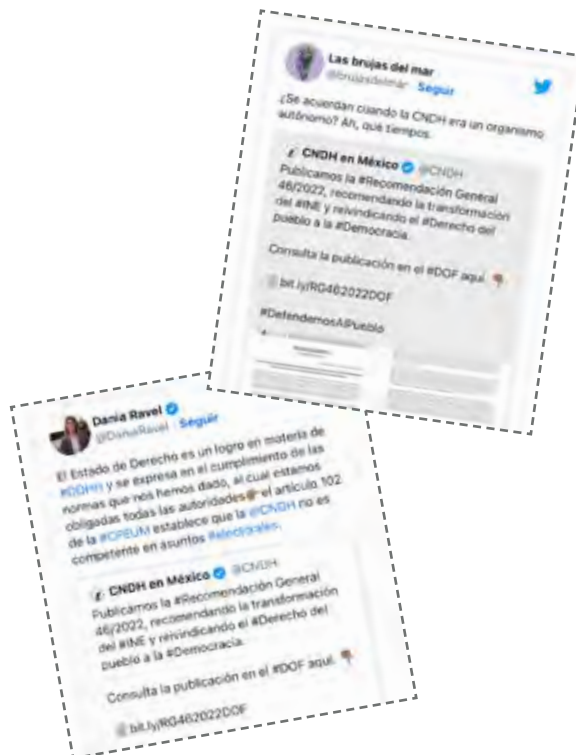 Las brujas del mar
@brujasdelmar · Seguir
¿Se acuerdan cuando la CNDH era un organismo
autónomo? Ah, qué tiempos.
CNDH en México @CNDH
Publicamos la #Recomendación General
46/2022, recomendando la transformación
del #INE y reivindicando el #Derecho del
pueblo a la #Democracia.
Consulta la publicación en el #DOF aquí.
bit.ly/RG462022DOF
#DefendemosAlPueblo
Dania Ravel
@DaniaRavel · Seguir
El Estado de Derecho es un logro en materia de
#DDHH y se expresa en el cumplimiento de las
normas que nos hemos dado, al cual estamos
obligadas todas las autoridades el artículo 102
de la #CPEUM establece que la @CNDH no es
competente en asuntos #electorales.
CNDH en México @CNDH
Publicamos la #Recomendación General
46/2022, recomendando la transformación
del #INE y reivindicando el #Derecho del
pueblo a la #Democracia.
Consulta la publicación en el #DOF aquí.
bit.ly/RG462022DOF